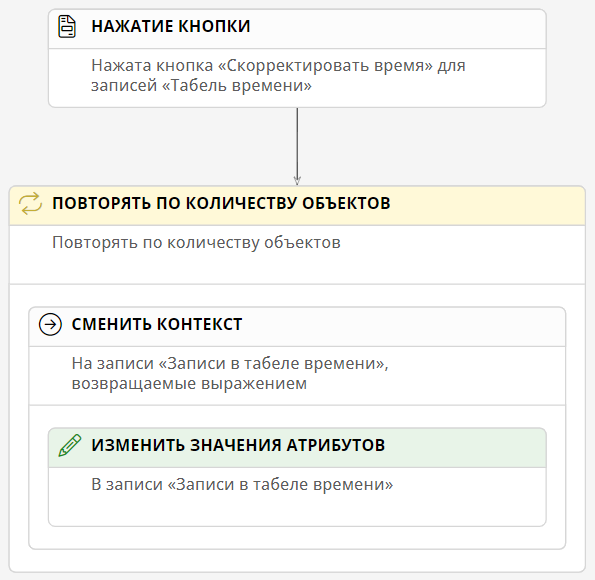 НАЖАТИЕ КНОПКИ
Нажата кнопка «Скорректировать время» для
записей «Табель времени»
ПОВТОРЯТЬ ПО КОЛИЧЕСТВУ ОБЪЕКТОВ
Повторять по количеству объектов
СМЕНИТЬ КОНТЕКСТ
На записи «Записи в табеле времени»,
возвращаемые выражением
ИЗМЕНИТЬ ЗНАЧЕНИЯ АТРИБУТОВ
В записи «Записи в табеле времени»